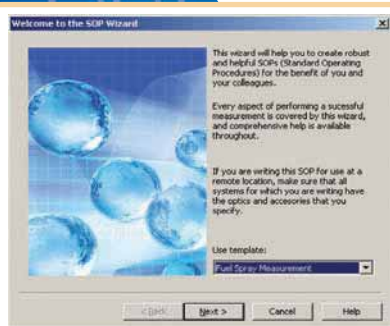 Welcome to the SOP Wizard
This wizard will help you to create robust
and helpful SOPs (Standard Operating
Procedures) for the benefit of you and
your colleagues.
Every aspect of performing a sucessful
measurement is covered by this wizard,
and comprehensive help is available
throughout.
If you are writing this SOP for use at a
remote location, make sure that all
systems for which you are writing have
the optics and accesories that you
specify.
Use template:
Fuel Spray Measurement
< Back
Next >
Cancel
Help